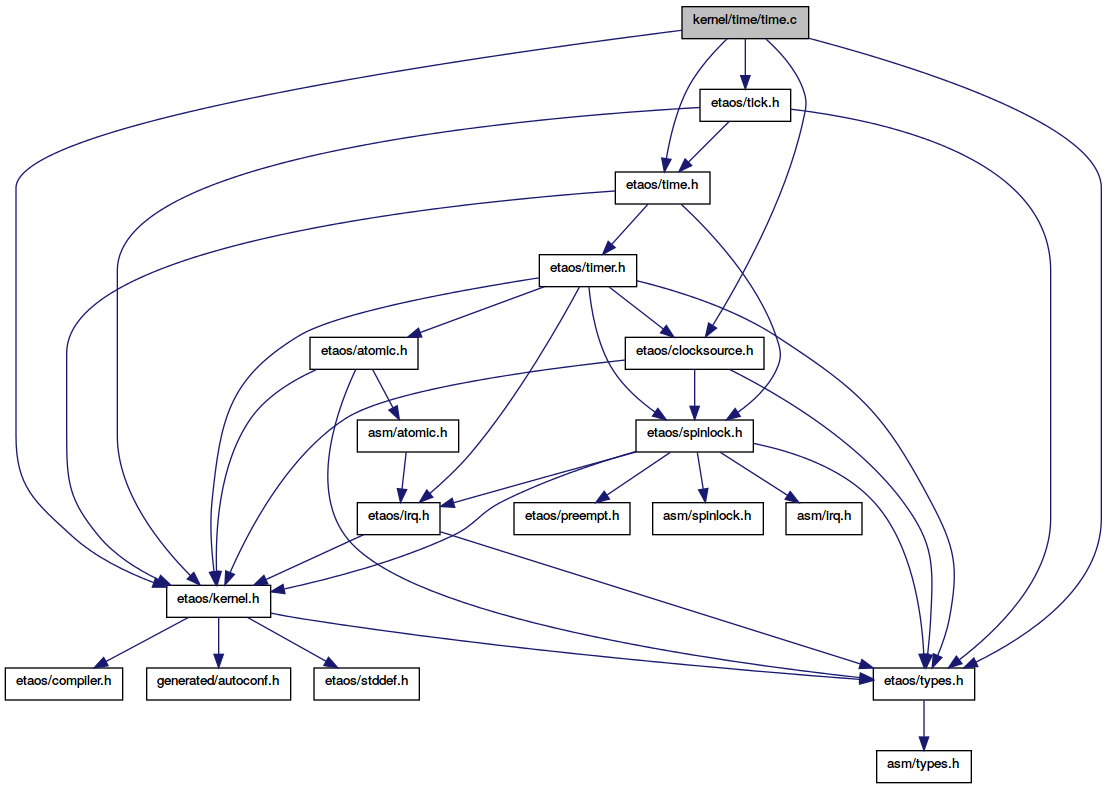 kernel/time/time.c
etaos/tick.h
etaos/time.h
etaos/timer.h
etaos/atomic.h
etaos/clocksource.h
asm/atomic.h
etaos/spinlock.h
etaos/irq.h
etaos/preempt.h
asm/spinlock.h
asm/irq.h
etaos/kernel.h
etaos/compiler.h
generated/autoconf.h
etaos/stddef.h
etaos/types.h
asm/types.h